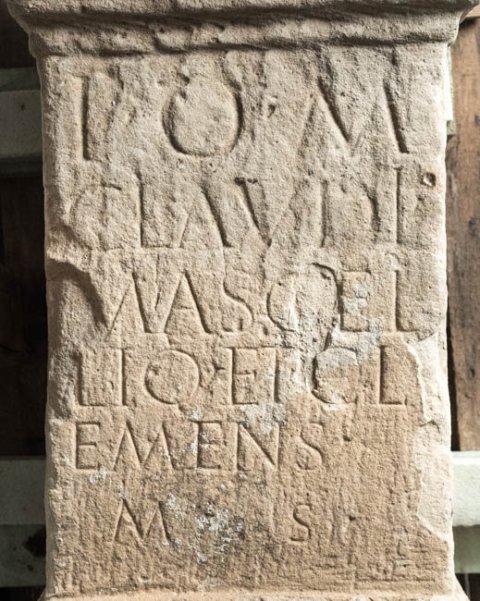 I O M
CLAVDI
MASCEL
LIO ET CL
EMENS
M S